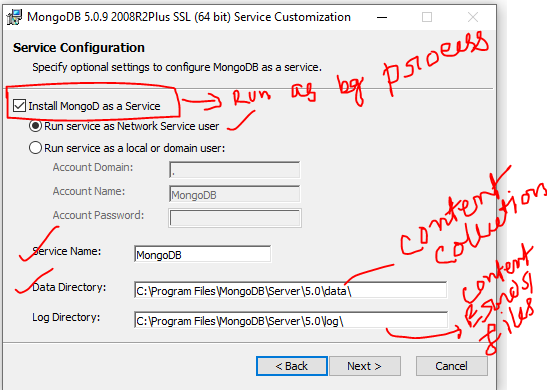 MongoDB 5.0.9 2008R2Plus SSL (64 bit) Service Customization
Service Configuration
Specify optional settings to configure MongoDB as a service.
Install MongoD as a Service
Run as bg process
Run service as Network Service user
Run service as a local or domain user:
Account Domain:
.
Account Name:
MongoDB
Account Password:
Service Name:
MongoDB
content
collection
Data Directory:
C:\Program Files\MongoDB\Server\5.0\data\
Log Directory:
C:\Program Files\MongoDB\Server\5.0\log\
content
files
< Back
Next >
Cancel